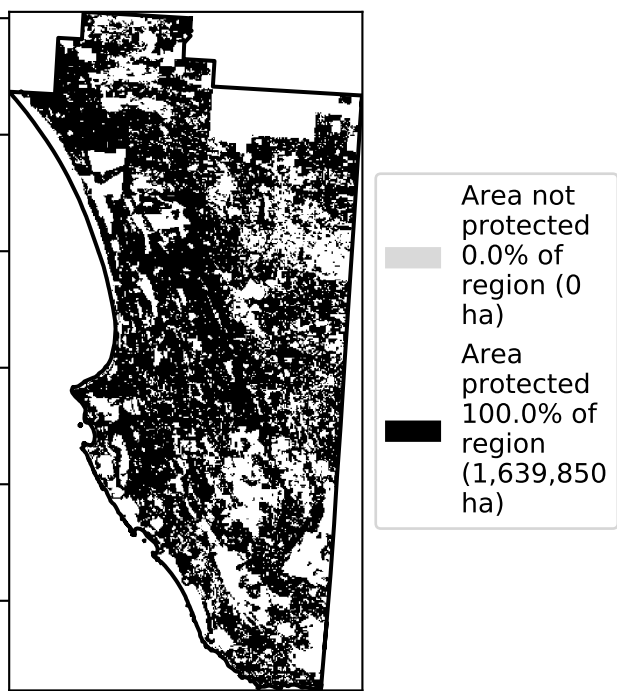 Area not
protected
0.0% of
region (0
ha)
Area
protected
100.0% of
region
(1,639,850
ha)